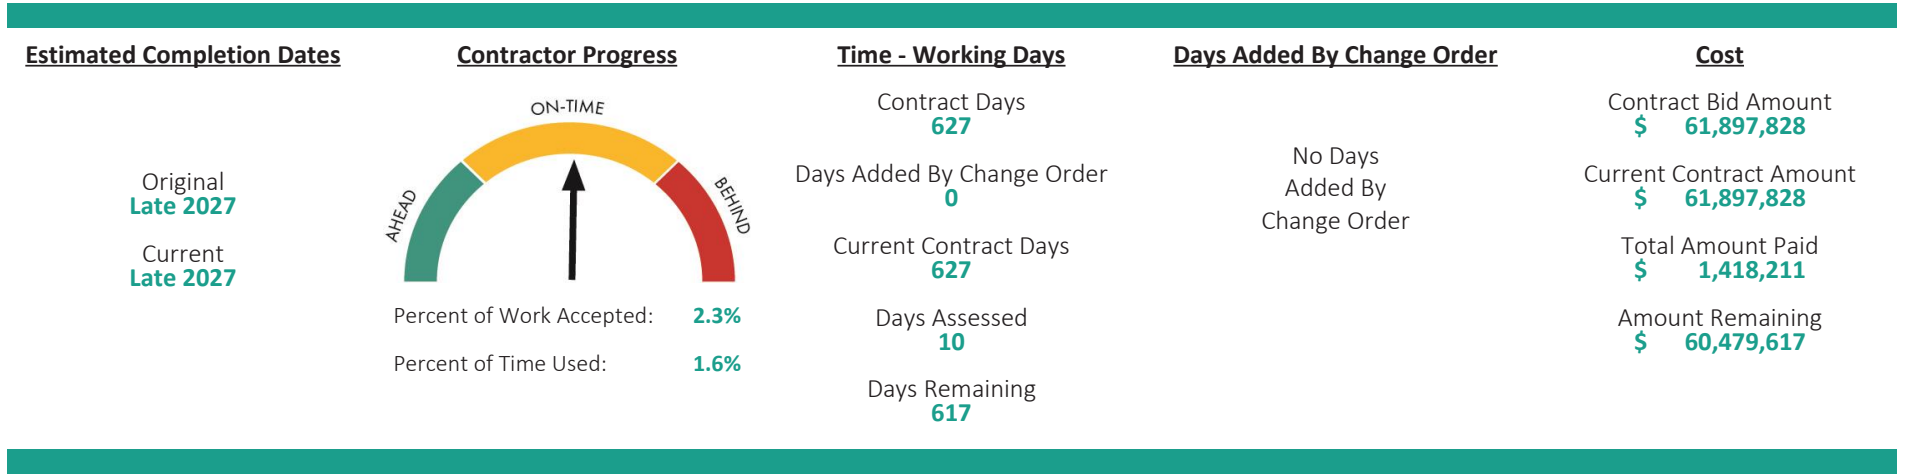 Estimated Completion Dates
Original
Late 2027
Current
Late 2027
Contractor Progress
ON-TIME
AHEAD
BEHIND
Percent of Work Accepted: 2.3%
Percent of Time Used: 1.6%
Time - Working Days
Contract Days
627
Days Added By Change Order
0
Current Contract Days
627
Days Assessed
10
Days Remaining
617
Days Added By Change Order
No Days
Added By
Change Order
Cost
Contract Bid Amount
$ 61,897,828
Current Contract Amount
$ 61,897,828
Total Amount Paid
$ 1,418,211
Amount Remaining
$ 60,479,617